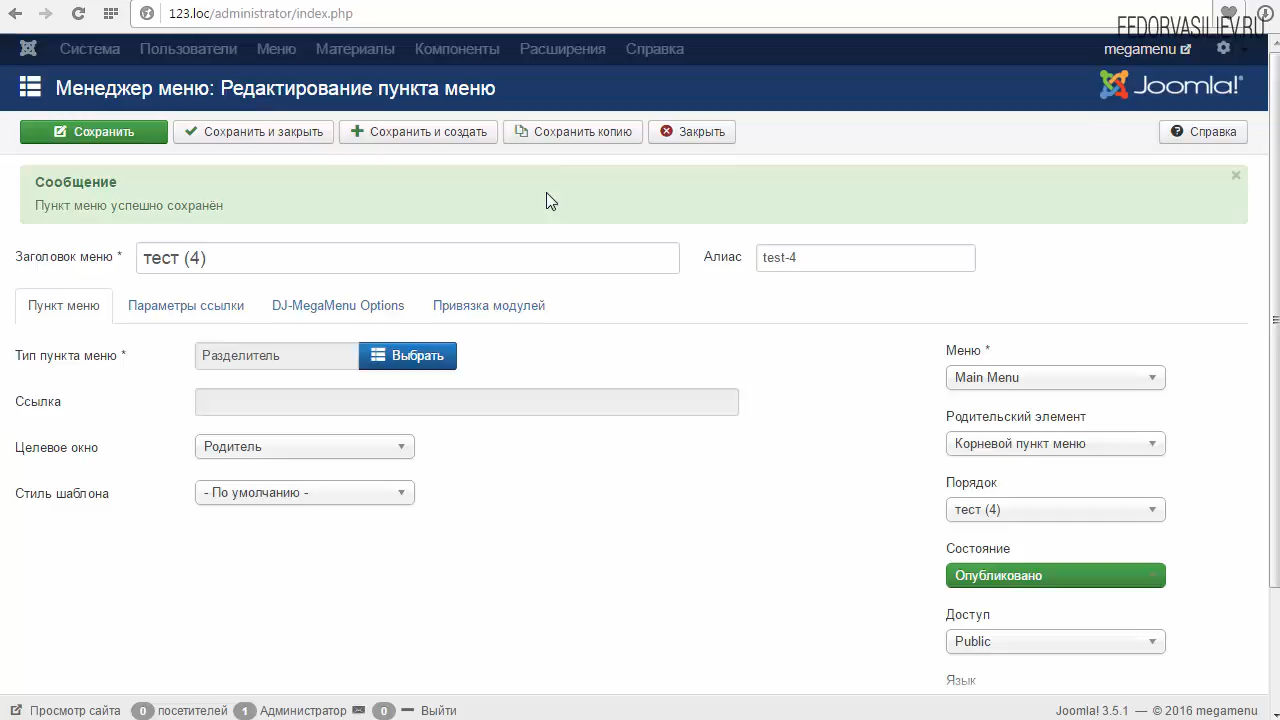 123.loc/administrator/index.php
FEDORVASILIEV.RU
Система Пользователи Меню Материалы Компоненты Расширения Справка megamenu
Менеджер меню: Редактирование пункта меню Joomla!
Сохранить Сохранить и закрыть Сохранить и создать Сохранить копию Закрыть Справка
Сообщение
Пункт меню успешно сохранён
Заголовок меню * тест (4) Алиас test-4
Пункт меню Параметры ссылки DJ-MegaMenu Options Привязка модулей
Тип пункта меню * Разделитель Выбрать
Ссылка
Целевое окно Родитель
Стиль шаблона - По умолчанию -
Меню *
Main Menu
Родительский элемент
Корневой пункт меню
Порядок
тест (4)
Состояние
Опубликовано
Доступ
Public
Язык
Просмотр сайта 0 посетителей 1 Администратор 0 Выйти Joomla! 3.5.1 — © 2016 megamenu